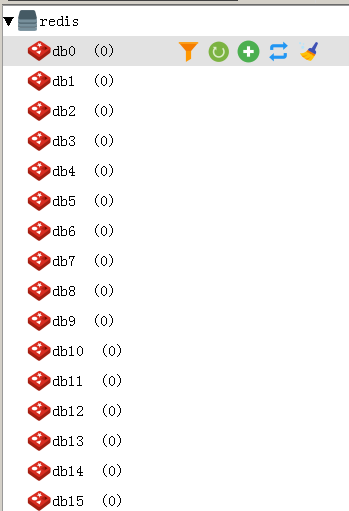 redis
db0 (0)
db1 (0)
db2 (0)
db3 (0)
db4 (0)
db5 (0)
db6 (0)
db7 (0)
db8 (0)
db9 (0)
db10 (0)
db11 (0)
db12 (0)
db13 (0)
db14 (0)
db15 (0)